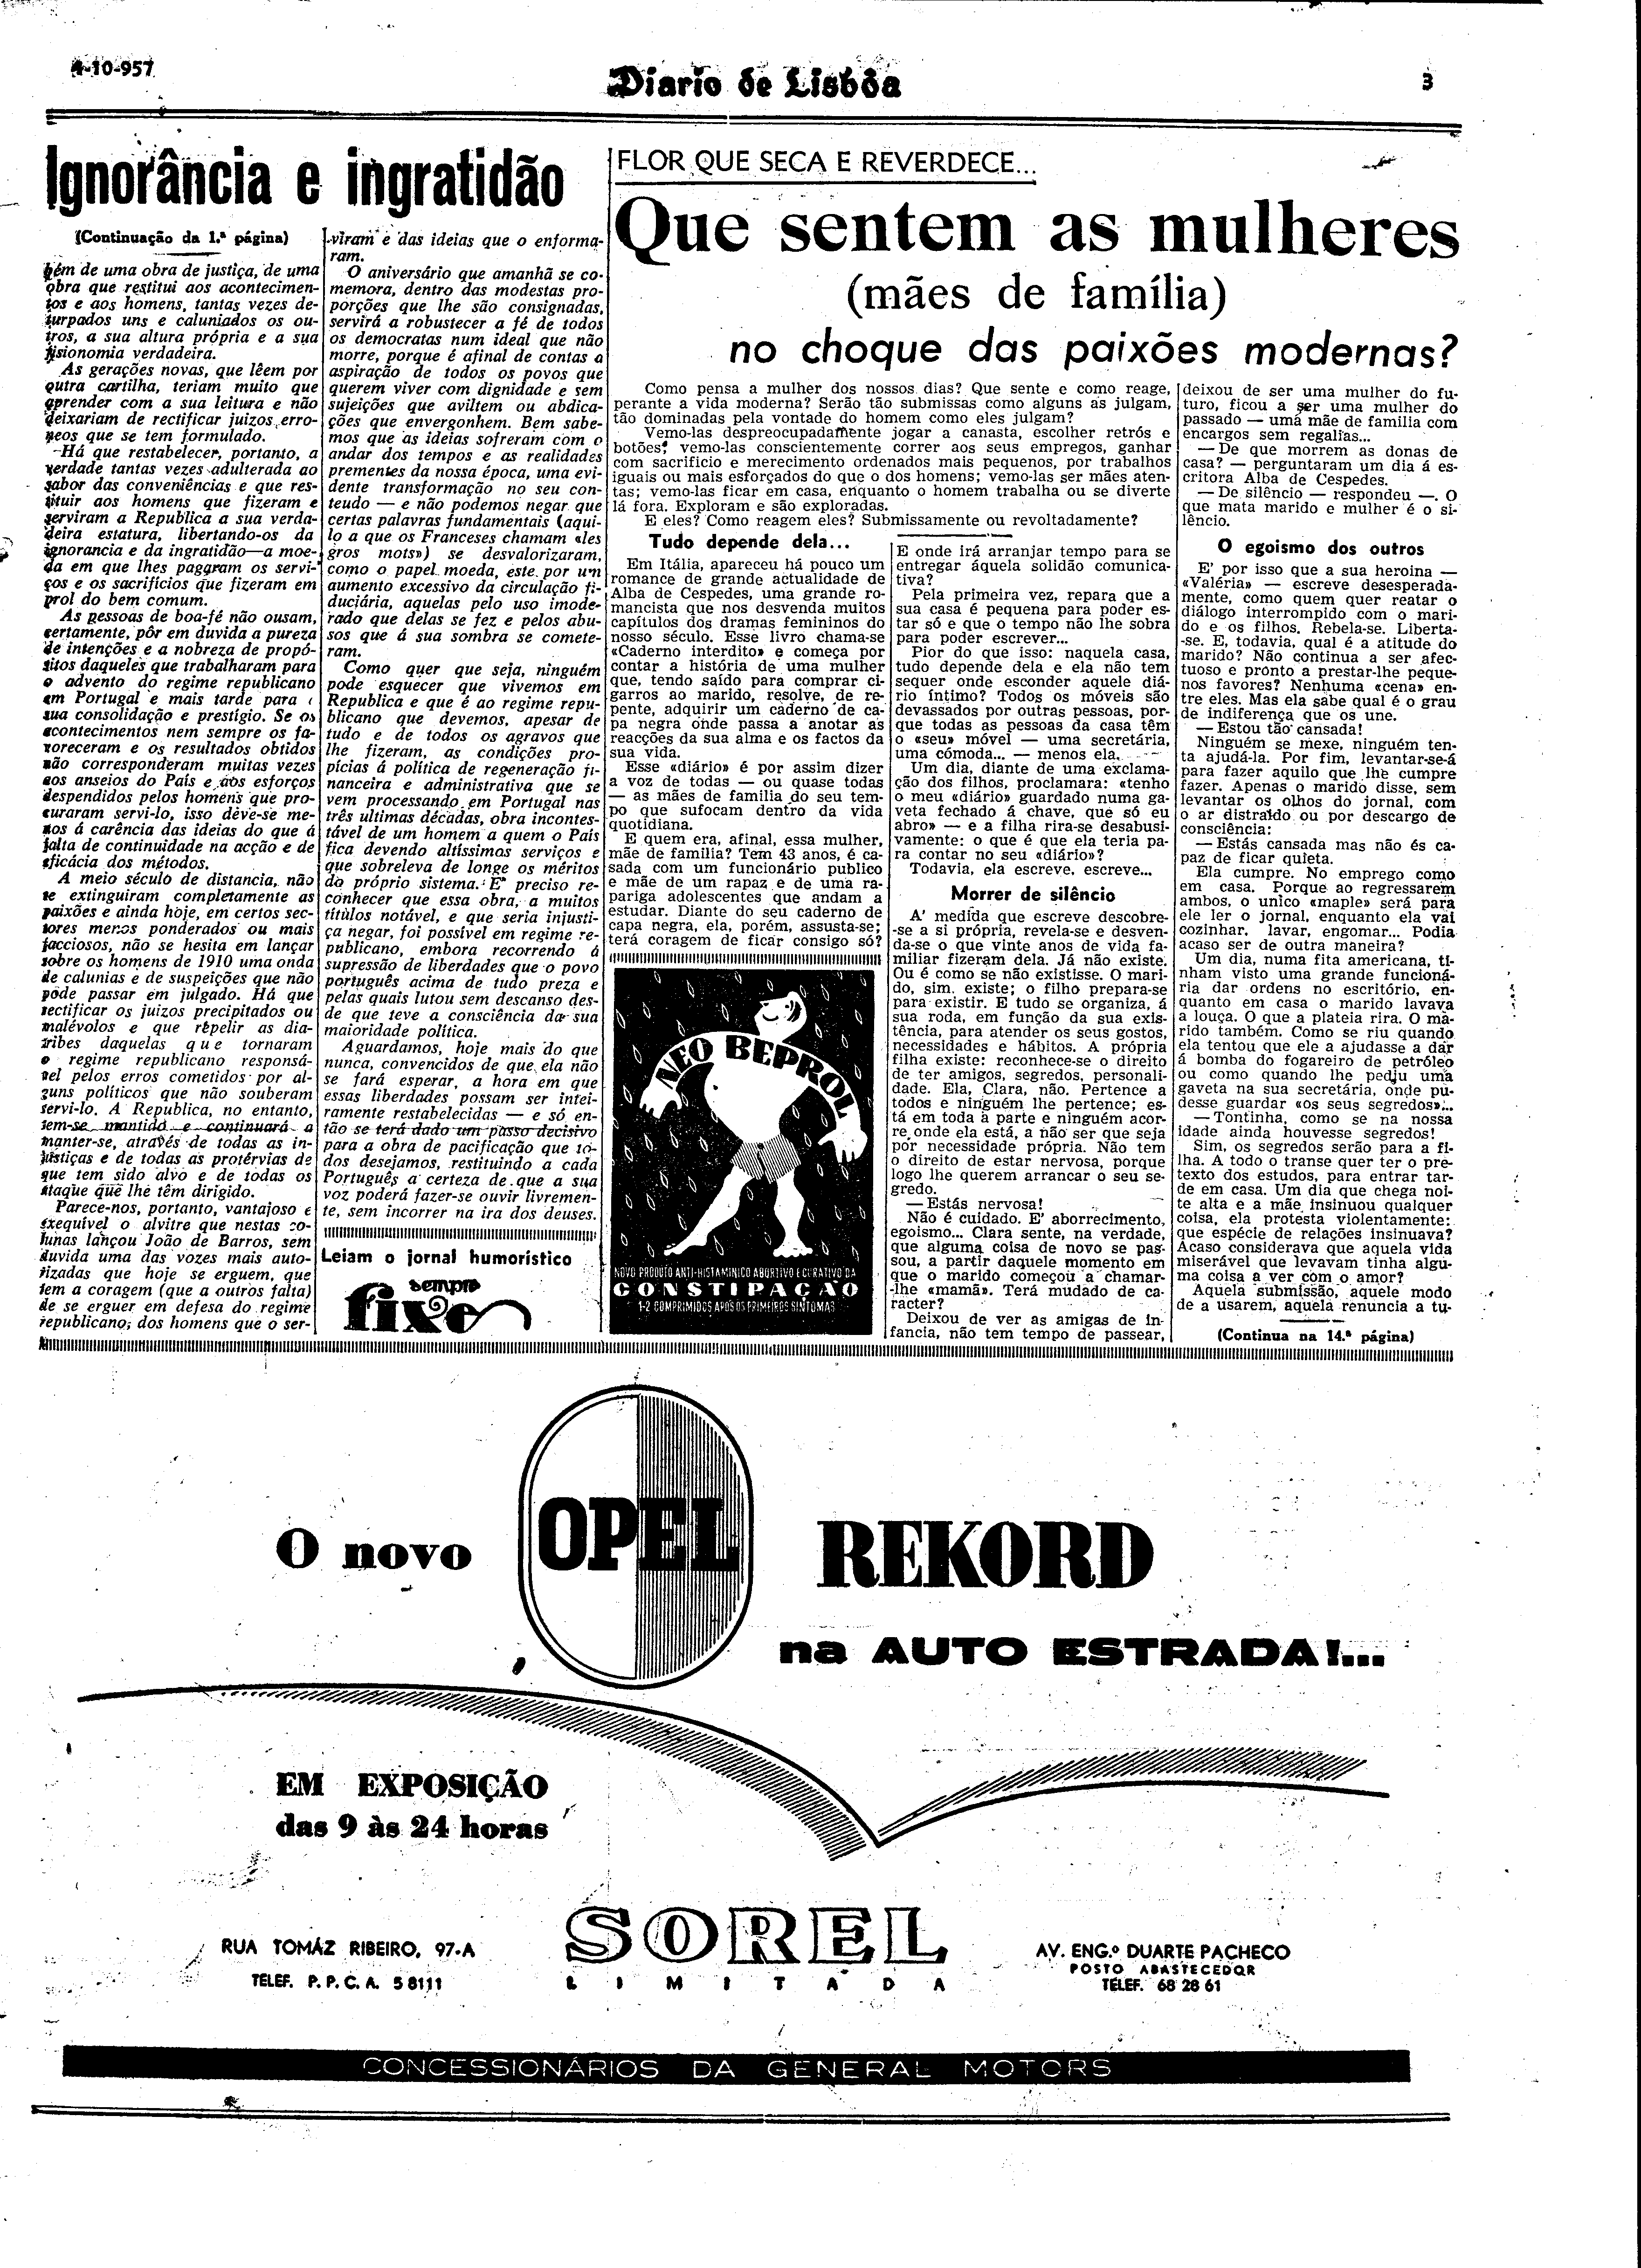 4-10-957
Diario de Lisbôa
3
Ignorância e ingratidão
(Continuação da 1.ª página)
bém de uma obra de justiça, de uma
obra que restitui aos acontecimen-
tos e aos homens, tantas vezes de-
turpados uns e caluniados os ou-
tros, a sua altura própria e a sua
fisionomia verdadeira.
As gerações novas, que lêem por
outra cartilha, teriam muito que
aprender com a sua leitura e não
deixariam de rectificar juizos erro-
neos que se tem formulado.
Há que restabelecer, portanto, a
verdade tantas vezes adulterada ao
sabor das conveniências e que res-
tituir aos homens que fizeram e
serviram a Republica a sua verda-
deira estatura, libertando-os da
ignorancia e da ingratidão—a moe-
da em que lhes pagaram os servi-
ços e os sacrifícios que fizeram em
prol do bem comum.
As pessoas de boa-fé não ousam,
certamente, pôr em duvida a pureza
de intenções e a nobreza de propó-
sitos daqueles que trabalharam para
o advento do regime republicano
em Portugal e mais tarde para
sua consolidação e prestígio. Se os
acontecimentos nem sempre os fa-
voreceram e os resultados obtidos
não corresponderam muitas vezes
aos anseios do País e aos esforços
despendidos pelos homens que pro-
curaram servi-lo, isso deve-se me-
nos á carência das ideias do que á
falta de continuidade na acção e de
eficácia dos métodos.
A meio século de distancia, não
se extinguiram completamente as
paixões e ainda hoje, em certos sec-
tores menos ponderados ou mais
facciosos, não se hesita em lançar
sobre os homens de 1910 uma onda
de calunias e de suspeições que não
pode passar em julgado. Há que
rectificar os juizos precipitados ou
malévolos e que repelir as dia-
tribes daquelas que tornaram
o regime republicano responsá-
vel pelos erros cometidos por al-
guns políticos que não souberam
servi-lo. A Republica, no entanto,
tem-se mantido e continuará a
manter-se, através de todas as in-
justiças e de todas as protérvias de
que tem sido alvo e de todas os
ataque que lhe têm dirigido.
Parece-nos, portanto, vantajoso e
exequível o alvitre que nestas co-
lunas lançou João de Barros, sem
duvida uma das vozes mais auto-
rizadas que hoje se erguem, que
tem a coragem (que a outros falta)
de se erguer em defesa do regime
republicano, dos homens que o ser-
viram e das ideias que o enforma-
ram.
O aniversário que amanhã se co-
memora, dentro das modestas pro-
porções que lhe são consignadas,
servirá a robustecer a fé de todos
os democratas num ideal que não
morre, porque é afinal de contas a
aspiração de todos os povos que
querem viver com dignidade e sem
sujeições que aviltem ou abdica-
ções que envergonhem. Bem sabe-
mos que as ideias sofreram com o
andar dos tempos e as realidades
prementes da nossa época, uma evi-
dente transformação no seu con-
teudo — e não podemos negar que
certas palavras fundamentais (aqui-
lo a que os Franceses chamam «les
gros mots») se desvalorizaram,
como o papel moeda, este por um
aumento excessivo da circulação fi-
duciária, aquelas pelo uso imode-
rado que delas se fez e pelos abu-
sos que á sua sombra se comete-
ram.
Como quer que seja, ninguém
pode esquecer que vivemos em
Republica e que é ao regime repu-
blicano que devemos, apesar de
tudo e de todos os agravos que
lhe fizeram, as condições pro-
pícias á política de regeneração fi-
nanceira e administrativa que se
vem processando em Portugal nas
três ultimas décadas, obra incontes-
tável de um homem a quem o País
fica devendo altíssimos serviços e
que sobreleva de longe os méritos
do próprio sistema. E' preciso re-
conhecer que essa obra, a muitos
títulos notável, e que seria injusti-
ça negar, foi possível em regime re-
publicano, embora recorrendo á
supressão de liberdades que o povo
português acima de tudo preza e
pelas quais lutou sem descanso des-
de que teve a consciência da sua
maioridade política.
Aguardamos, hoje mais do que
nunca, convencidos de que ela não
se fará esperar, a hora em que
essas liberdades possam ser intei-
ramente restabelecidas — e só en-
tão se terá dado um passo decisivo
para a obra de pacificação que to-
dos desejamos, restituindo a cada
Português a certeza de que a sua
voz poderá fazer-se ouvir livremen-
te, sem incorrer na ira dos deuses.
Leiam o jornal humorístico
sempre
fixe
FLOR QUE SECA E REVERDECE...
Que sentem as mulheres
(mães de família)
no choque das paixões modernas?
Como pensa a mulher dos nossos dias? Que sente e como reage,
perante a vida moderna? Serão tão submissas como alguns as julgam,
tão dominadas pela vontade do homem como eles julgam?
Vemo-las despreocupadamente jogar a canasta, escolher retrós e
botões; vemo-las conscientemente correr aos seus empregos, ganhar
com sacrificio e merecimento ordenados mais pequenos, por trabalhos
iguais ou mais esforçados do que o dos homens; vemo-las ser mães aten-
tas; vemo-las ficar em casa, enquanto o homem trabalha ou se diverte
lá fora. Exploram e são exploradas.
E eles? Como reagem eles? Submissamente ou revoltadamente?
Tudo depende dela...
Em Itália, apareceu há pouco um
romance de grande actualidade de
Alba de Cespedes, uma grande ro-
mancista que nos desvenda muitos
capítulos dos dramas femininos do
nosso século. Esse livro chama-se
«Caderno interdito» e começa por
contar a história de uma mulher
que, tendo saído para comprar ci-
garros ao marido, resolve, de re-
pente, adquirir um caderno de ca-
pa negra onde passa a anotar as
reacções da sua alma e os factos da
sua vida.
Esse «diário» é por assim dizer
a voz de todas — ou quase todas
— as mães de familia do seu tem-
po que sufocam dentro da vida
quotidiana.
E quem era, afinal, essa mulher,
mãe de familia? Tem 43 anos, é ca-
sada com um funcionário publico
e mãe de um rapaz e de uma ra-
pariga adolescentes que andam a
estudar. Diante do seu caderno de
capa negra, ela, porém, assusta-se;
terá coragem de ficar consigo só?
NEO BEPROL
NOVO PRODUTO ANTI-HISTAMINICO ABORTIVO E CURATIVO DA
CONSTIPAÇÃO
1-2 COMPRIMIDOS APÓS OS PRIMEIROS SINTOMAS
E onde irá arranjar tempo para se
entregar áquela solidão comunica-
tiva?
Pela primeira vez, repara que a
sua casa é pequena para poder es-
tar só e que o tempo não lhe sobra
para poder escrever...
Pior do que isso: naquela casa,
tudo depende dela e ela não tem
sequer onde esconder aquele diá-
rio íntimo? Todos os móveis são
devassados por outras pessoas, por-
que todas as pessoas da casa têm
o «seu» móvel — uma secretária,
uma cómoda... — menos ela.
Um dia, diante de uma exclama-
ção dos filhos, proclamara: «tenho
o meu «diário» guardado numa ga-
veta fechado á chave, que só eu
abro» — e a filha rira-se desabusi-
vamente: o que é que ela teria pa-
ra contar no seu «diário»?
Todavia, ela escreve, escreve...
Morrer de silêncio
A' medida que escreve descobre-
-se a si própria, revela-se e desven-
da-se o que vinte anos de vida fa-
miliar fizeram dela. Já não existe.
Ou é como se não existisse. O mari-
do, sim, existe; o filho prepara-se
para existir. E tudo se organiza, á
sua roda, em função da sua exis-
tência, para atender os seus gostos,
necessidades e hábitos. A própria
filha existe: reconhece-se o direito
de ter amigos, segredos, personali-
dade. Ela, Clara, não. Pertence a
todos e ninguém lhe pertence; es-
tá em toda a parte e ninguém acor-
re onde ela está, a não ser que seja
por necessidade própria. Não tem
o direito de estar nervosa, porque
logo lhe querem arrancar o seu se-
gredo.
— Estás nervosa!
Não é cuidado. E' aborrecimento,
egoismo... Clara sente, na verdade,
que alguma coisa de novo se pas-
sou, a partir daquele momento em
que o marido começou a chamar-
-lhe «mamã». Terá mudado de ca-
rácter?
Deixou de ver as amigas de in-
fancia, não tem tempo de passear,
deixou de ser uma mulher do fu-
turo, ficou a ser uma mulher do
passado — uma mãe de familia com
encargos sem regalias...
— De que morrem as donas de
casa? — perguntaram um dia á es-
critora Alba de Cespedes.
— De silêncio — respondeu —. O
que mata marido e mulher é o si-
lêncio.
O egoismo dos outros
E' por isso que a sua heroina —
«Valéria» — escreve desesperada-
mente, como quem quer reatar o
diálogo interrompido com o mari-
do e os filhos. Rebela-se. Liberta-
-se. E, todavia, qual é a atitude do
marido? Não continua a ser afec-
tuoso e pronto a prestar-lhe peque-
nos favores? Nenhuma «cena» en-
tre eles. Mas ela sabe qual é o grau
de indiferença que os une.
— Estou tão cansada!
Ninguém se mexe, ninguém ten-
ta ajudá-la. Por fim, levantar-se-á
para fazer aquilo que lhe cumpre
fazer. Apenas o marido disse, sem
levantar os olhos do jornal, com
o ar distraído ou por descargo de
consciência:
— Estás cansada mas não és ca-
paz de ficar quieta.
Ela cumpre. No emprego como
em casa. Porque ao regressarem
ambos, o unico «maple» será para
ele ler o jornal, enquanto ela vai
cozinhar, lavar, engomar... Podia
acaso ser de outra maneira?
Um dia, numa fita americana, ti-
nham visto uma grande funcioná-
ria dar ordens no escritório, en-
quanto em casa o marido lavava
a louça. O que a plateia rira. O ma-
rido também. Como se riu quando
ela tentou que ele a ajudasse a dar
á bomba do fogareiro de petróleo
ou como quando lhe pediu uma
gaveta na sua secretária, onde pu-
desse guardar «os seus segredos»...
— Tontinha, como se na nossa
idade ainda houvesse segredos!
Sim, os segredos serão para a fi-
lha. A todo o transe quer ter o pre-
texto dos estudos, para entrar tar-
de em casa. Um dia que chega noi-
te alta e a mãe insinuou qualquer
coisa, ela protesta violentamente:
que espécie de relações insinuava?
Acaso considerava que aquela vida
miserável que levavam tinha algu-
ma coisa a ver com o amor?
Aquela submissão, aquele modo
de a usarem, aquela renuncia a tu-
(Continua na 14.ª página)
O novo OPEL REKORD
na AUTO ESTRADA!...
EM EXPOSIÇÃO
das 9 às 24 horas
SOREL
LIMITADA
RUA TOMÁZ RIBEIRO, 97-A
TELEF. P. P. C. A. 58111
AV. ENG.º DUARTE PACHECO
POSTO ABASTECEDOR
TELEF. 68 28 61
CONCESSIONÁRIOS DA GENERAL MOTORS